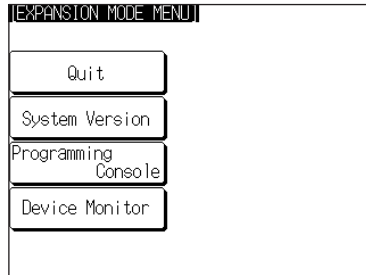 [EXPANSION MODE MENU]
Quit
System Version
Programming
Console
Device Monitor